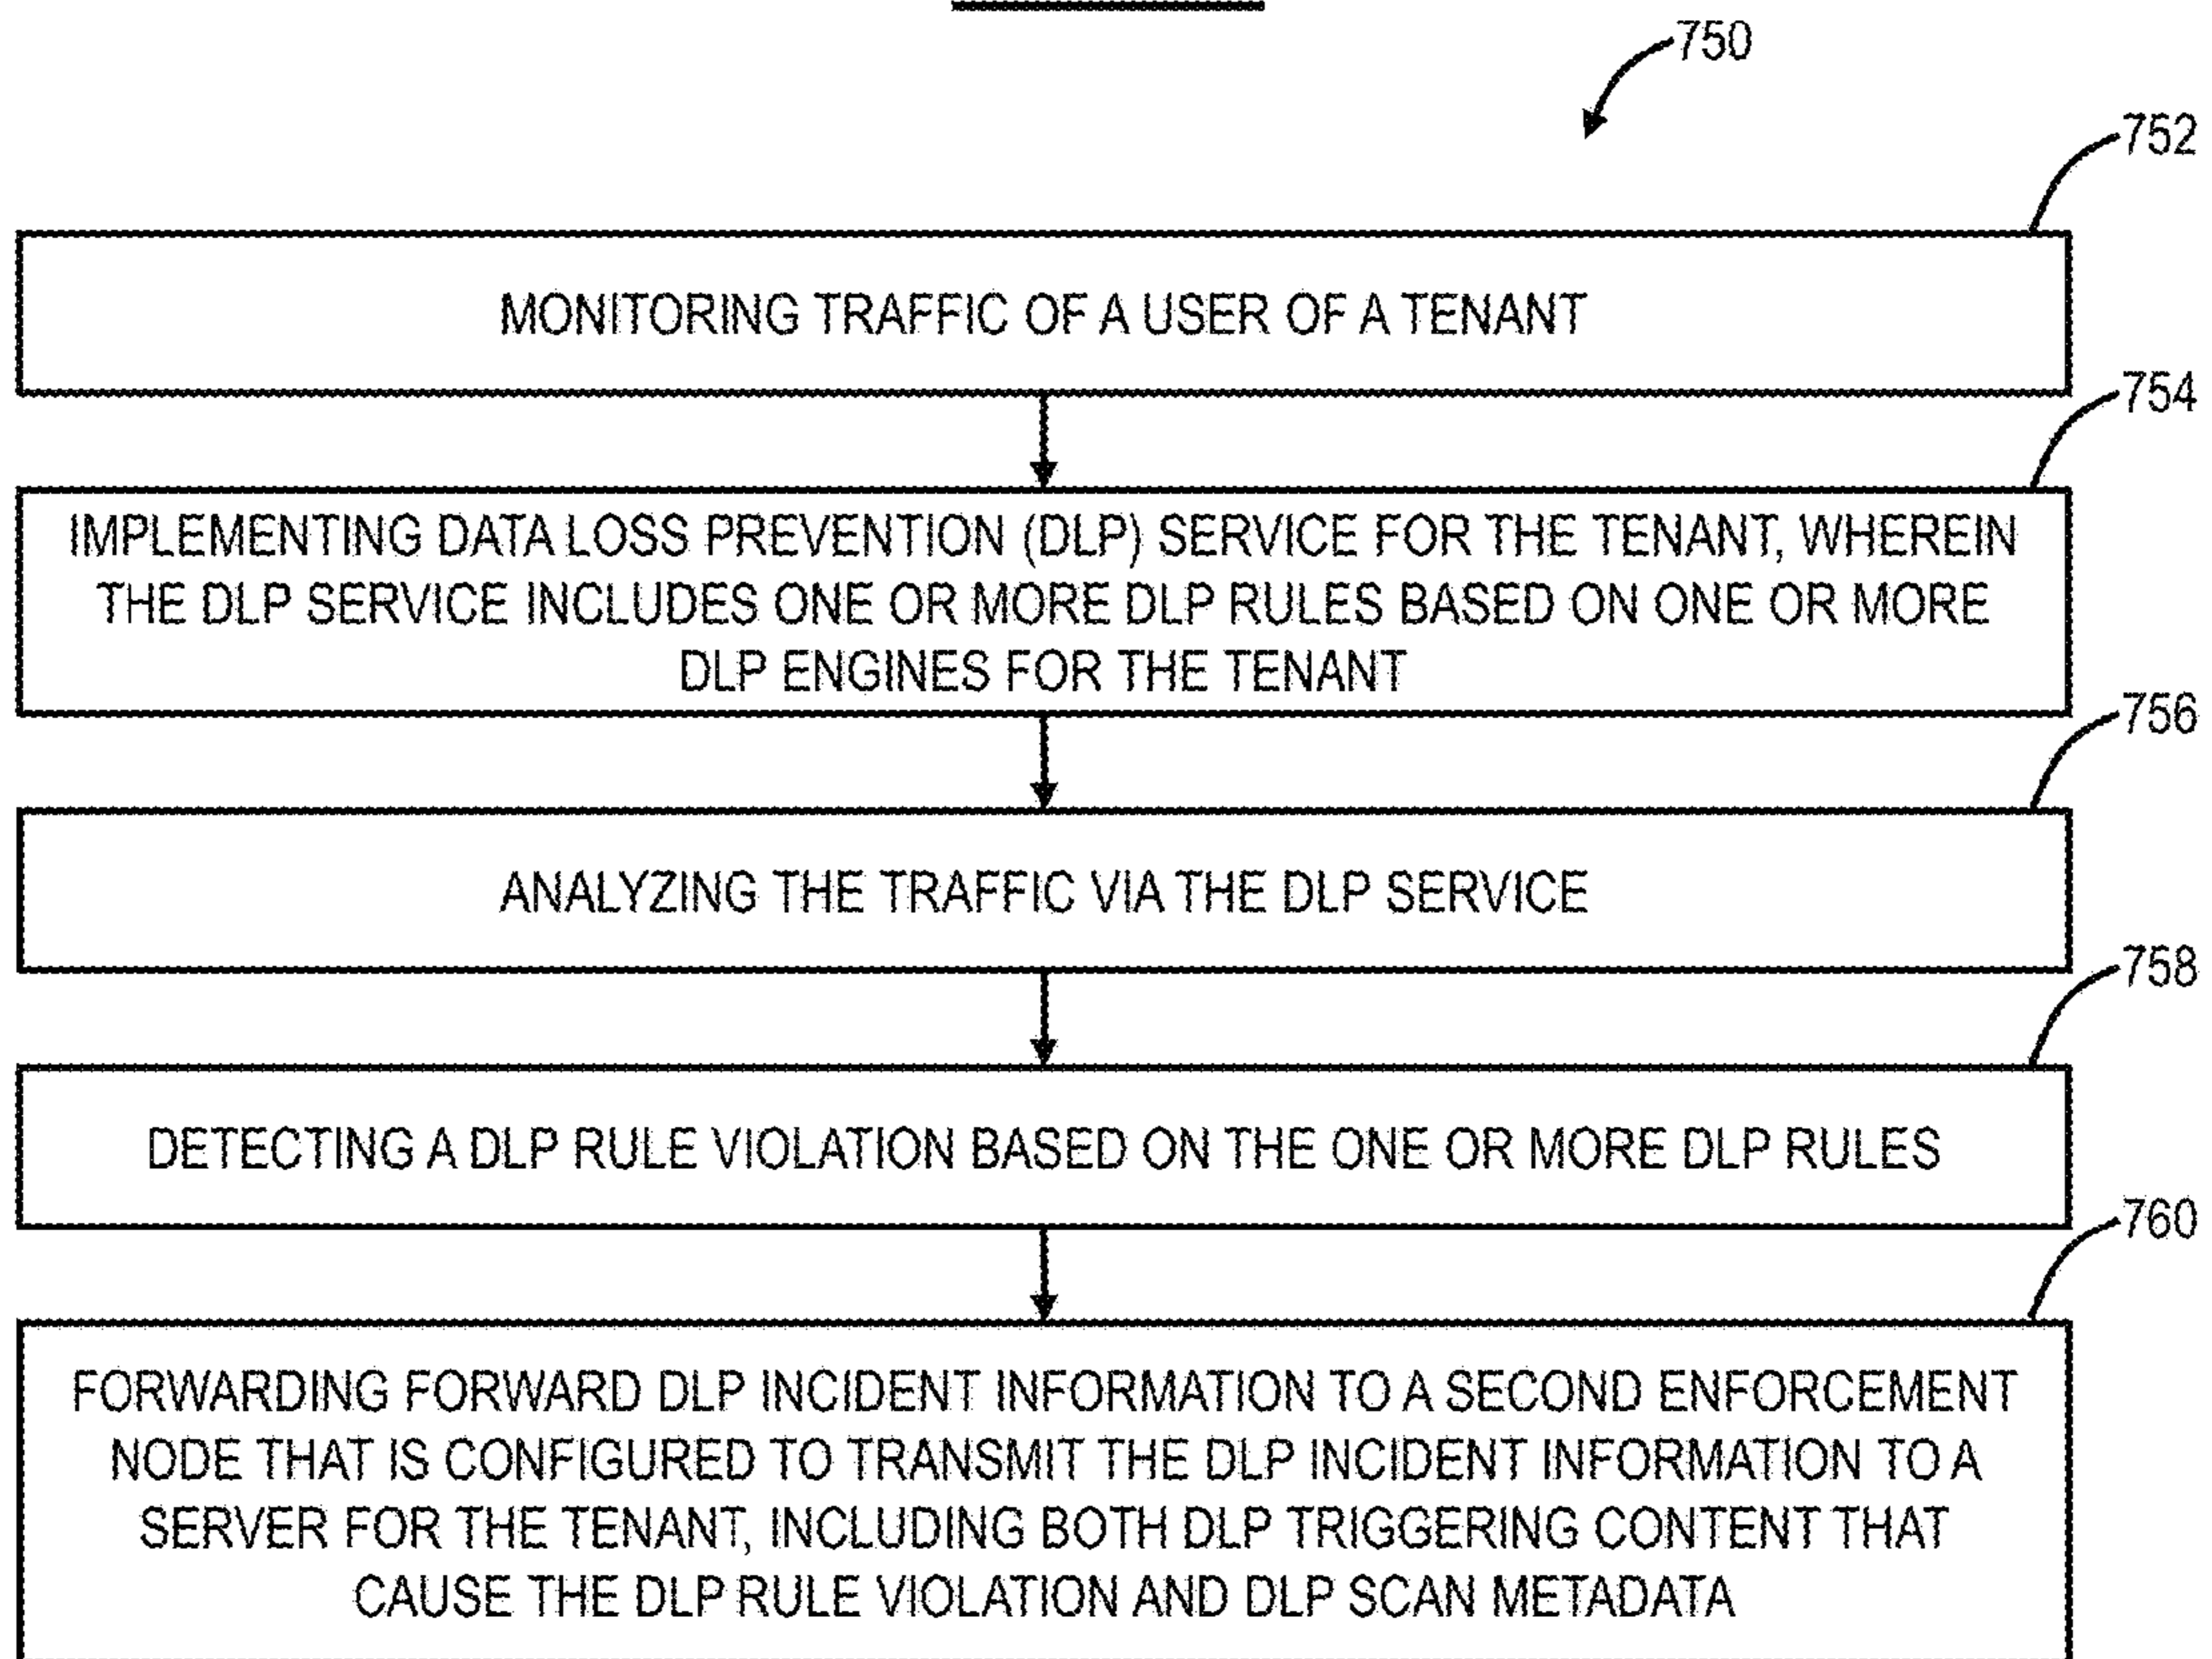 750
752
MONITORING TRAFFIC OF A USER OF A TENANT
754
IMPLEMENTING DATA LOSS PREVENTION (DLP) SERVICE FOR THE TENANT, WHEREIN
THE DLP SERVICE INCLUDES ONE OR MORE DLP RULES BASED ON ONE OR MORE
DLP ENGINES FOR THE TENANT
756
ANALYZING THE TRAFFIC VIA THE DLP SERVICE
758
DETECTING A DLP RULE VIOLATION BASED ON THE ONE OR MORE DLP RULES
760
FORWARDING FORWARD DLP INCIDENT INFORMATION TO A SECOND ENFORCEMENT
NODE THAT IS CONFIGURED TO TRANSMIT THE DLP INCIDENT INFORMATION TO A
SERVER FOR THE TENANT, INCLUDING BOTH DLP TRIGGERING CONTENT THAT
CAUSE THE DLP RULE VIOLATION AND DLP SCAN METADATA